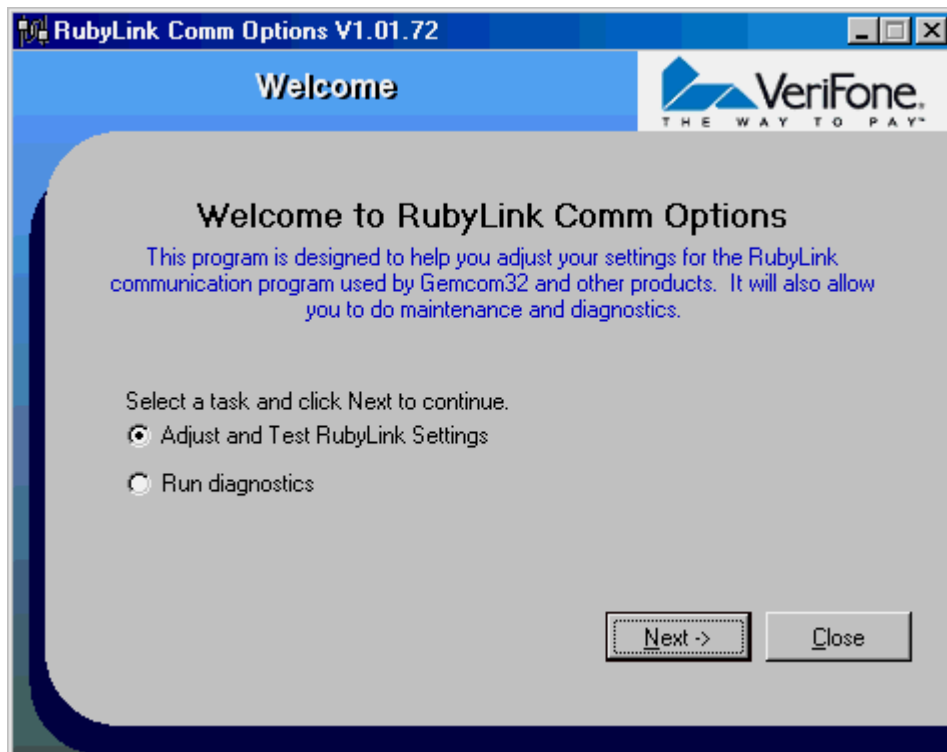 RubyLink Comm Options V1.01.72
Welcome
VeriFone.
THE WAY TO PAY™
Welcome to RubyLink Comm Options
This program is designed to help you adjust your settings for the RubyLink
communication program used by Gemcom32 and other products. It will also allow
you to do maintenance and diagnostics.
Select a task and click Next to continue.
Adjust and Test RubyLink Settings
Run diagnostics
Next ->
Close